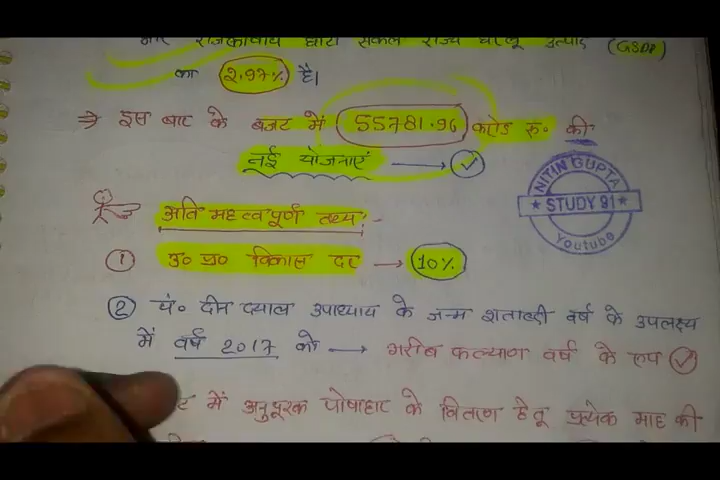 राजकोषीय घाटा सकल राज्य घरेलू उत्पाद (GSDP)
का 2.97% है।
⇒ इस बार के बजट में 55781.96 करोड़ रु. की
नई योजनाएं → ✓
NITIN GUPTA
★ STUDY 91 ★
Youtube
अति महत्वपूर्ण तथ्य:-
① उ० प्र० विकास दर → 10%
② पं. दीन दयाल उपाध्याय के जन्म शताब्दी वर्ष के उपलक्ष्य
में वर्ष 2017 को → गरीब कल्याण वर्ष के रूप ✓
में अनुपूरक पोषाहार के वितरण हेतू प्रत्येक माह की